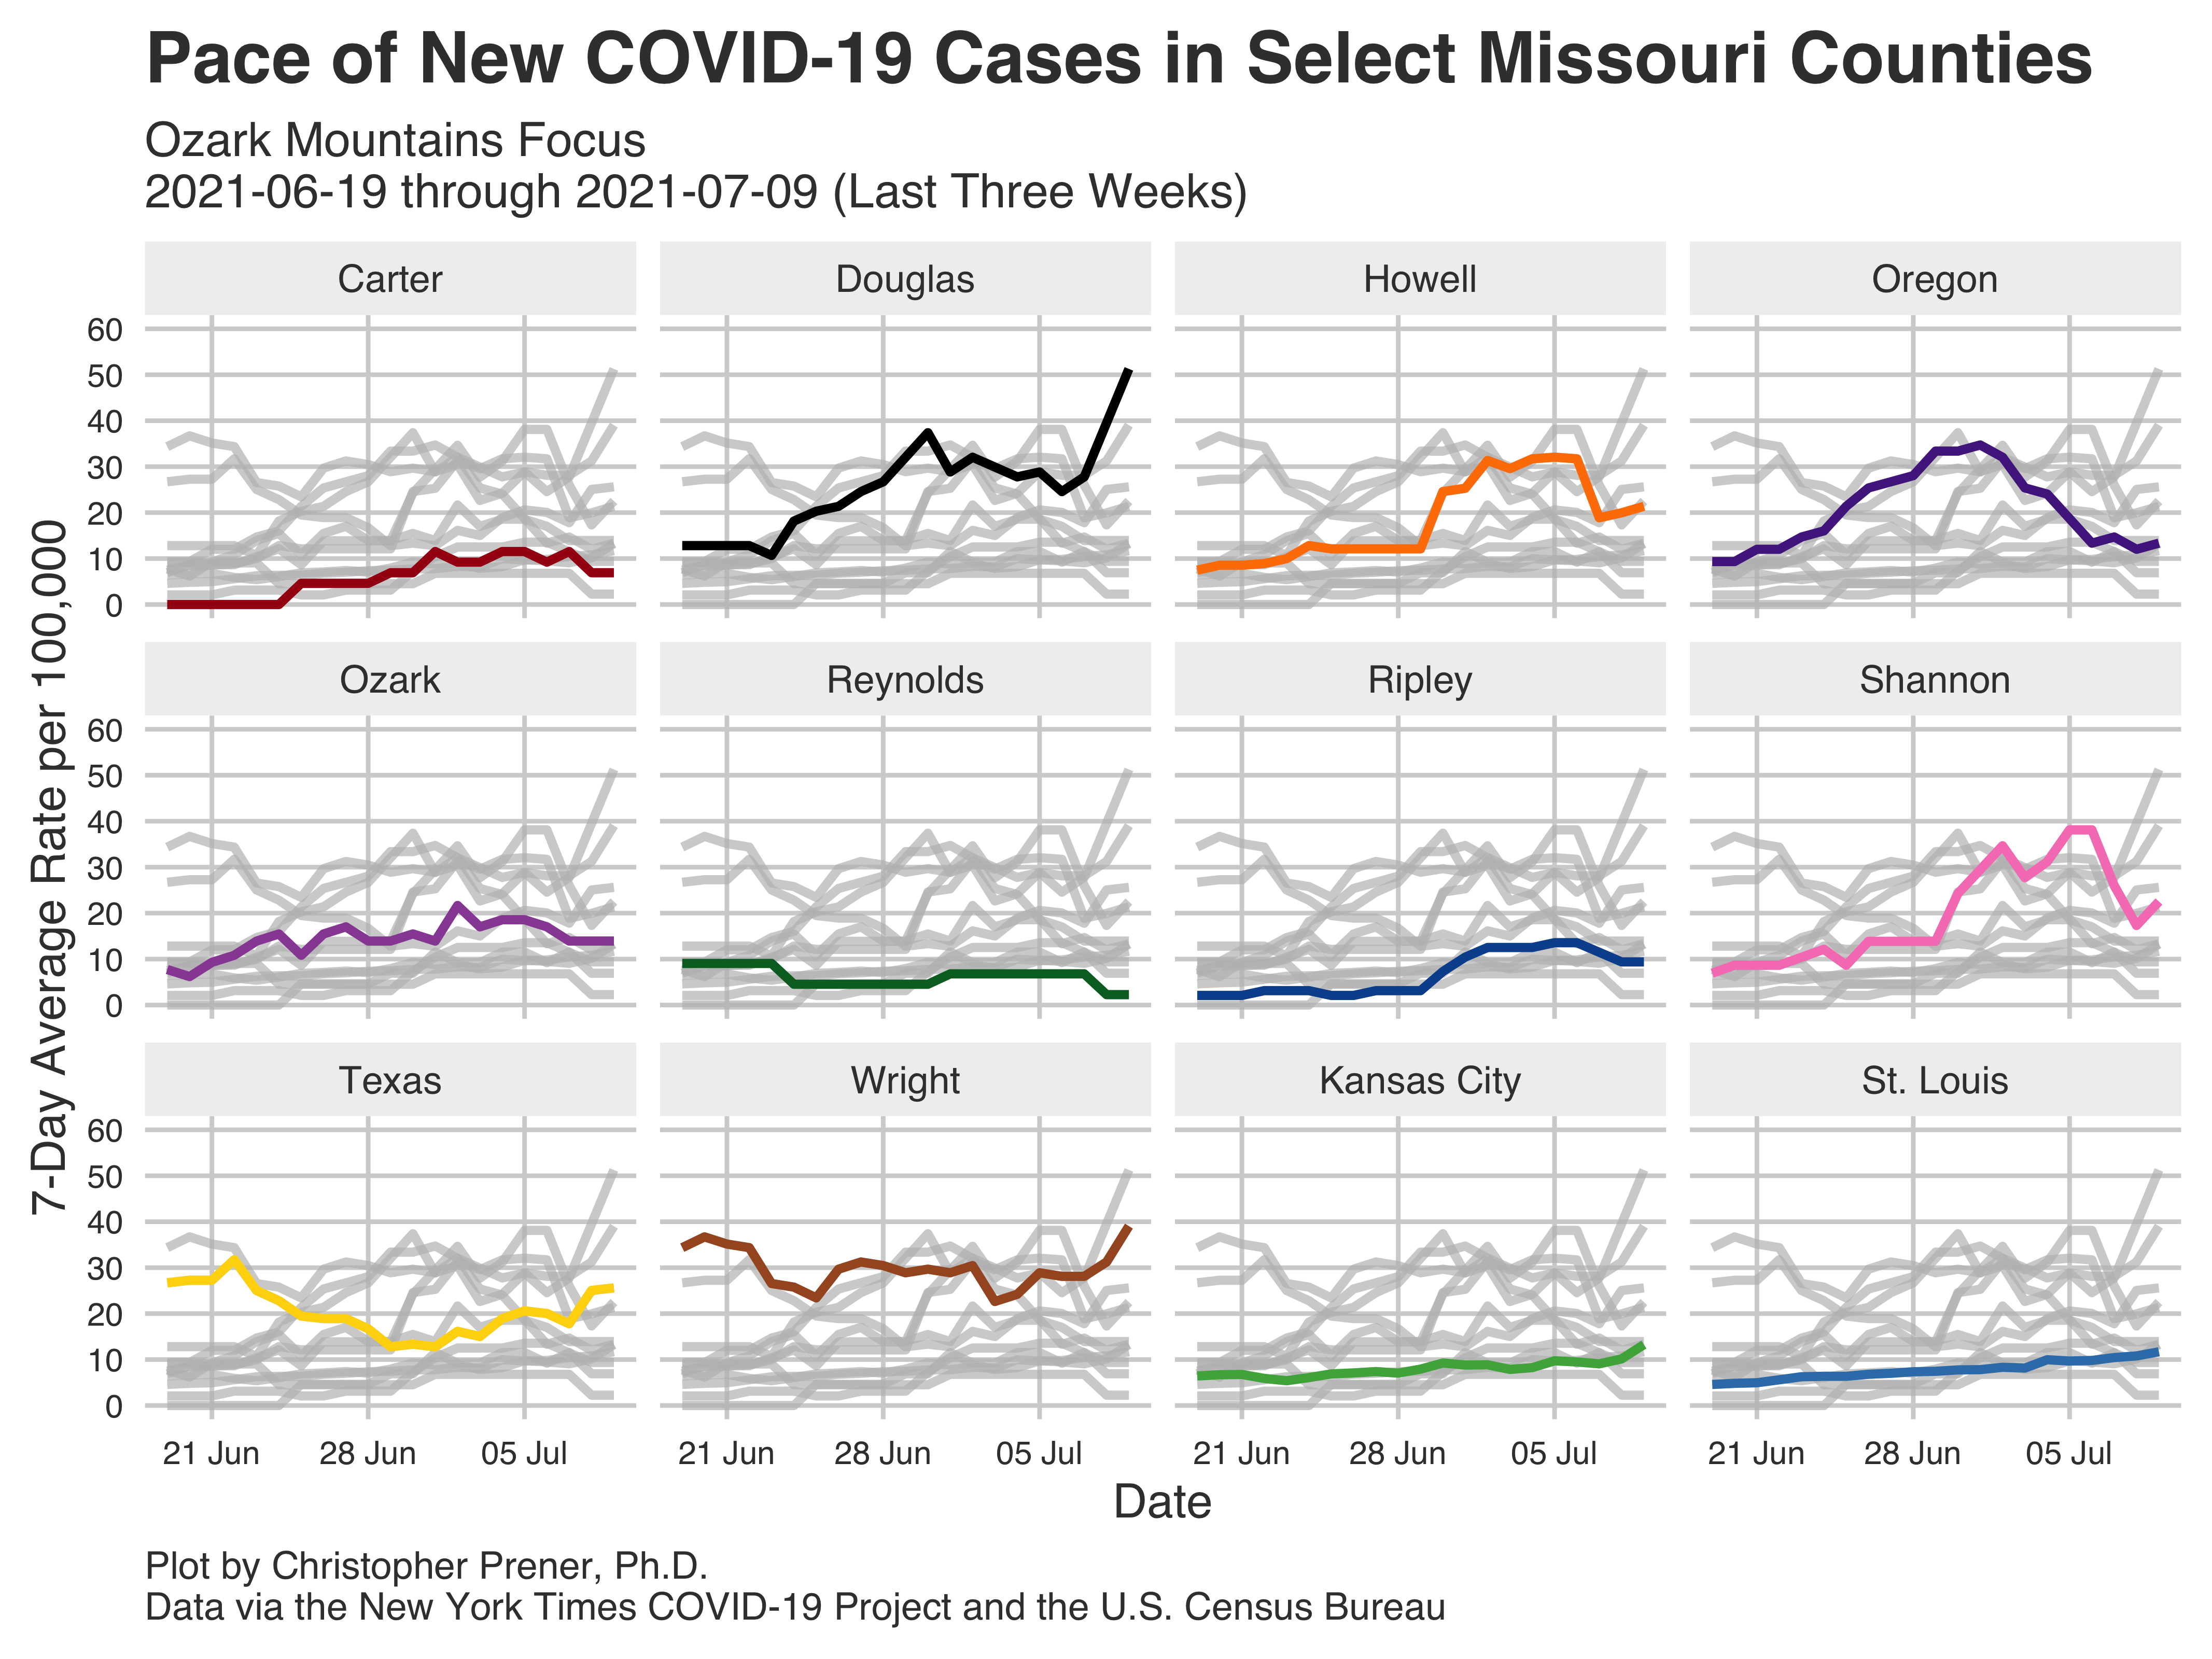 Pace of New COVID-19 Cases in Select Missouri Counties
Ozark Mountains Focus
2021-06-19 through 2021-07-09 (Last Three Weeks)
7-Day Average Rate per 100,000
Carter
Douglas
Howell
Oregon
60
50
40
30
20
10
0
Ozark
Reynolds
Ripley
Shannon
60
50
40
30
20
10
0
Texas
Wright
Kansas City
St. Louis
60
50
40
30
20
10
0
21 Jun 28 Jun 05 Jul
21 Jun 28 Jun 05 Jul
21 Jun 28 Jun 05 Jul
21 Jun 28 Jun 05 Jul
Date
Plot by Christopher Prener, Ph.D.
Data via the New York Times COVID-19 Project and the U.S. Census Bureau